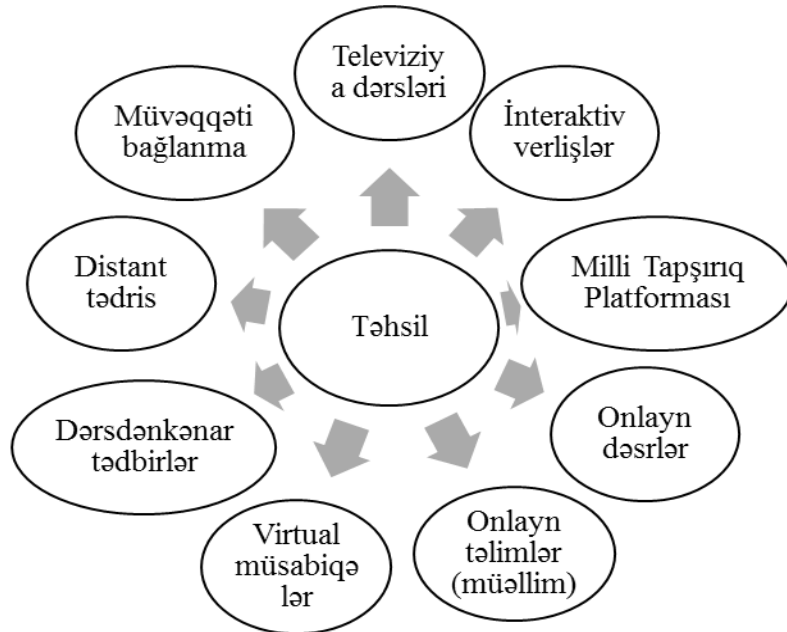 Televiziy
a dərsləri
İnteraktiv
verlişlər
Milli Tapşırıq
Platforması
Onlayn
dəsrlər
Onlayn
təlimlər
(müəllim)
Virtual
müsabiqə
lər
Dərsdənkənar
tədbirlər
Distant
tədris
Müvəqqəti
bağlanma
Təhsil